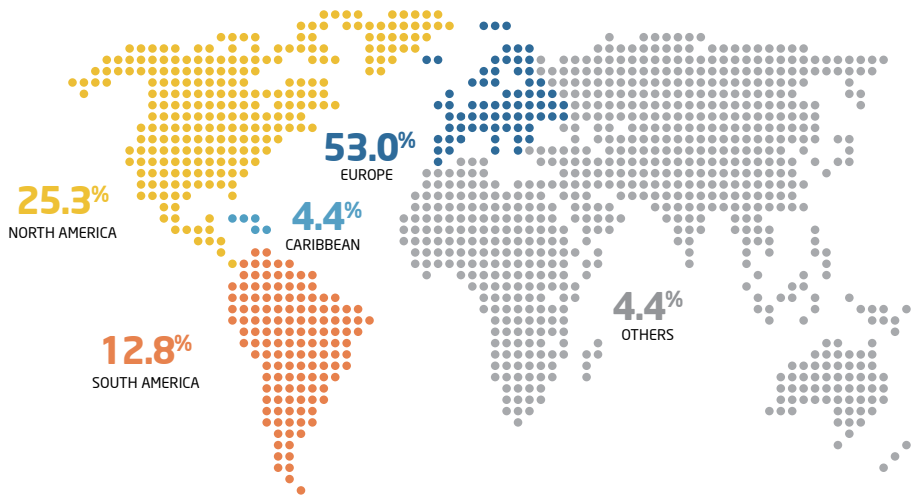 53.0%
EUROPE
25.3%
NORTH AMERICA
4.4%
CARIBBEAN
4.4%
OTHERS
12.8%
SOUTH AMERICA